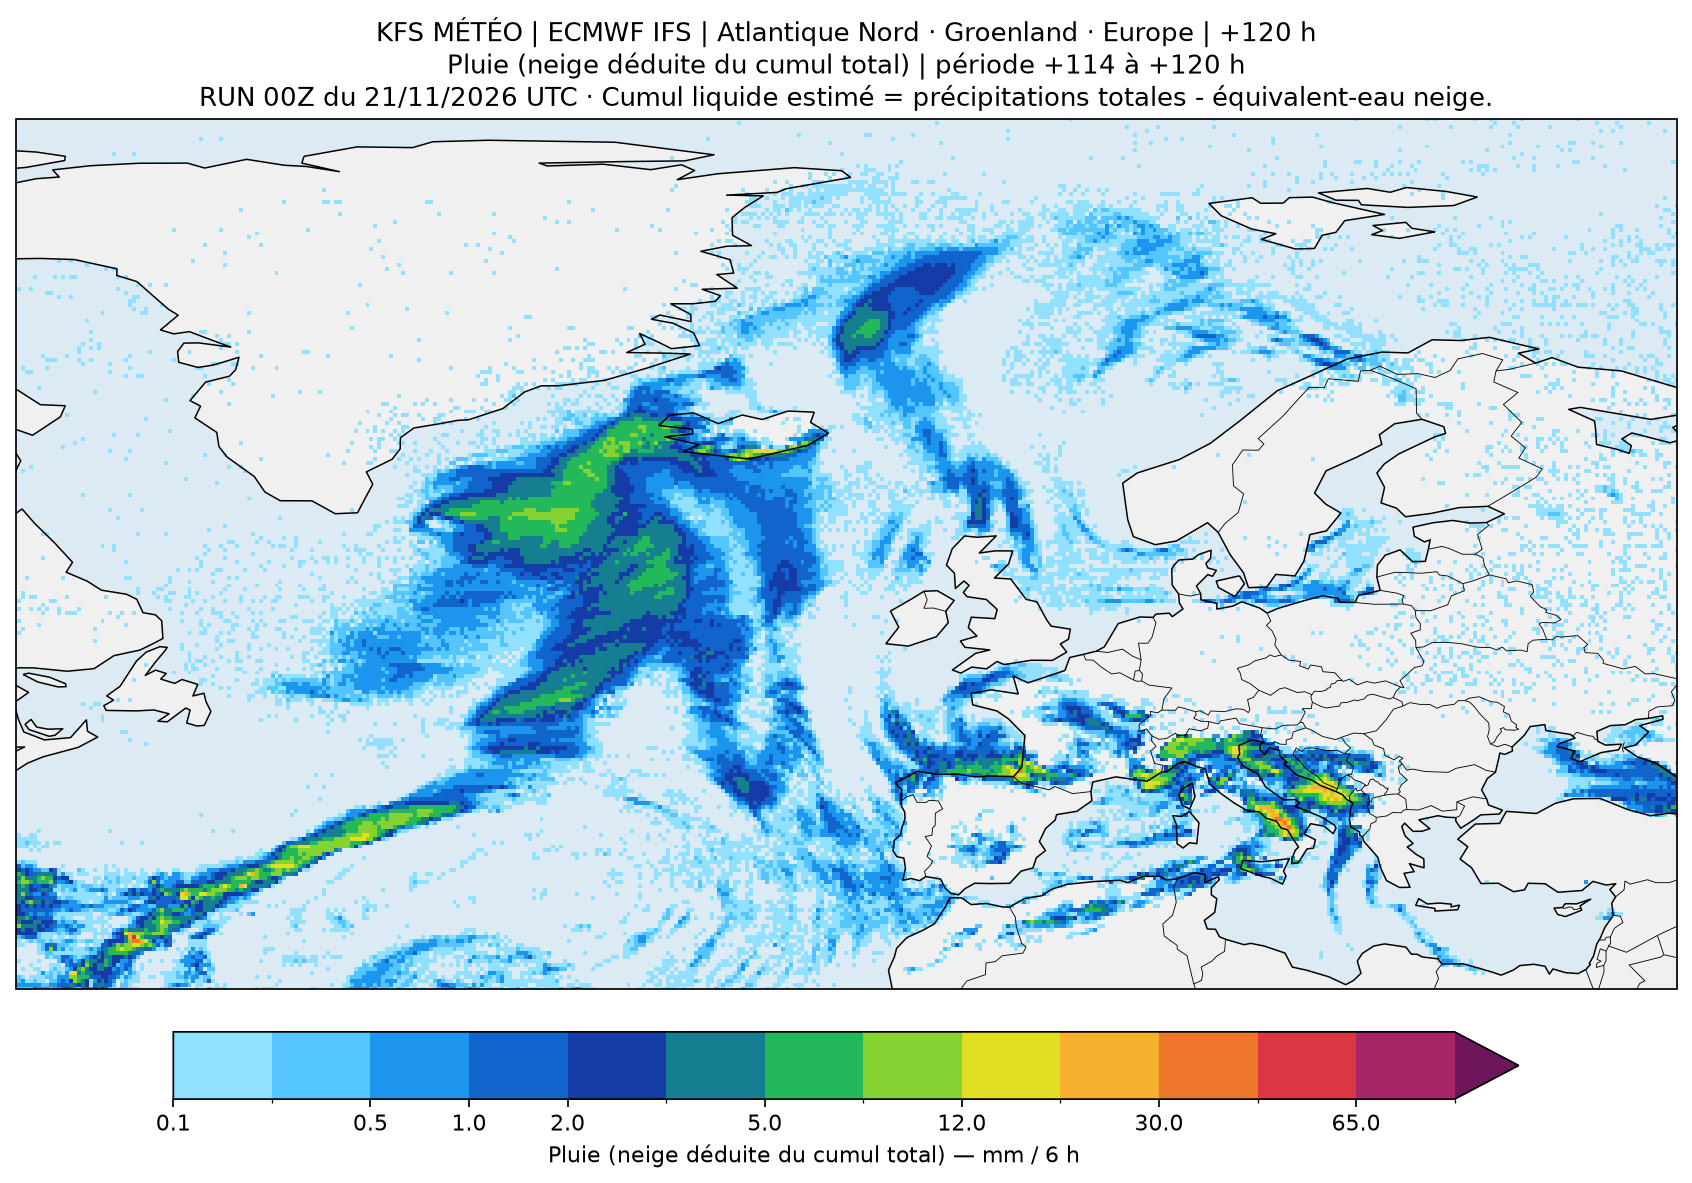 KFS MÉTÉO | ECMWF IFS | Atlantique Nord · Groenland · Europe | +120 h
Pluie (neige déduite du cumul total) | période +114 à +120 h
RUN 00Z du 21/11/2026 UTC · Cumul liquide estimé = précipitations totales - équivalent-eau neige.
0.1 0.5 1.0 2.0 5.0 12.0 30.0 65.0
Pluie (neige déduite du cumul total) — mm / 6 h